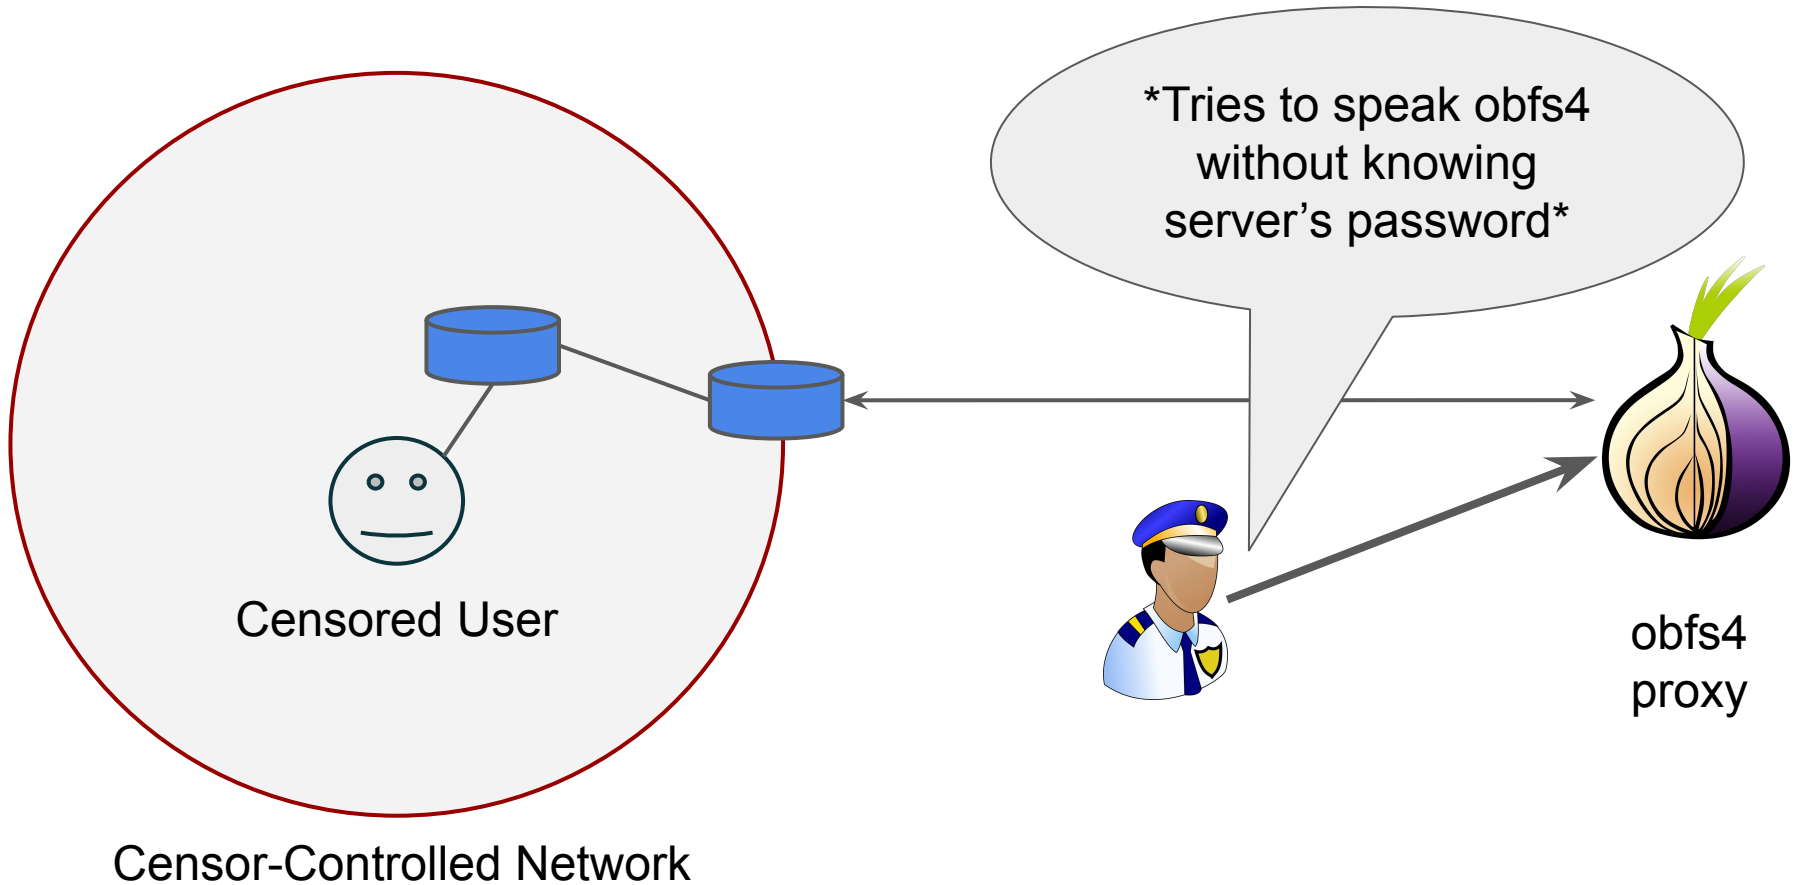 *Tries to speak obfs4
without knowing
server’s password*
Censored User
obfs4
proxy
Censor-Controlled Network